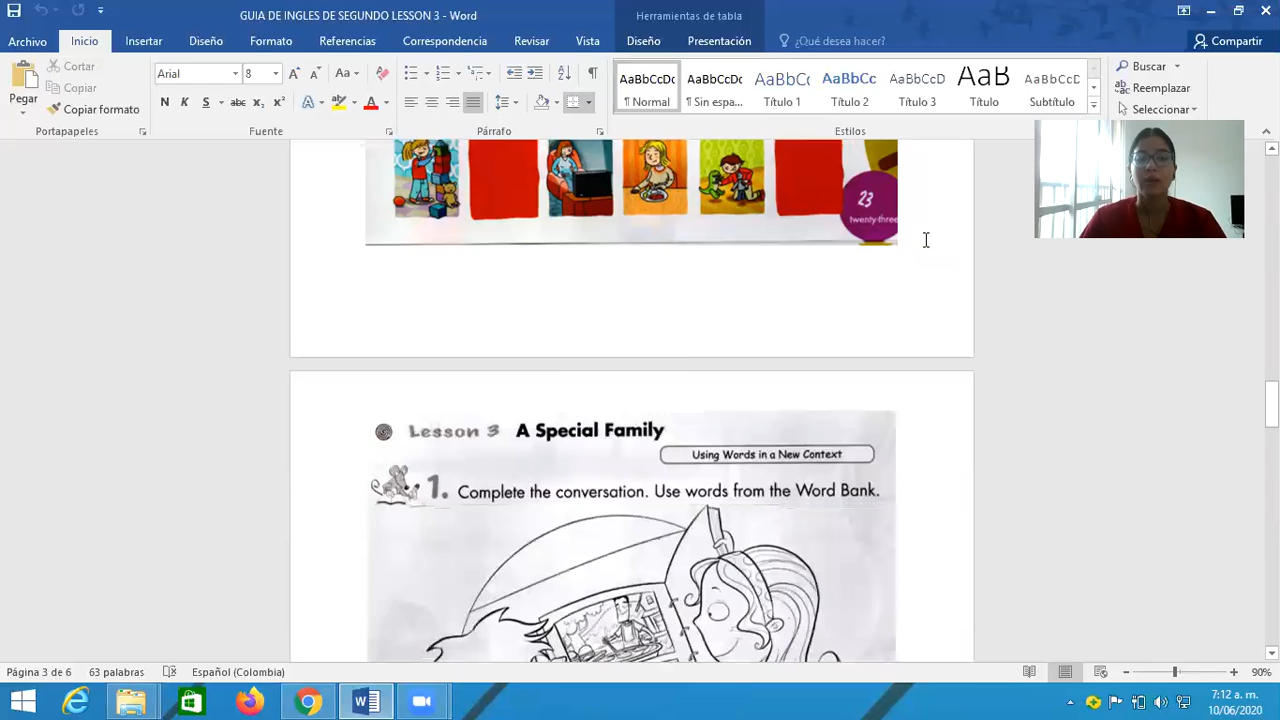 GUIA DE INGLES DE SEGUNDO LESSON 3 - Word
Herramientas de tabla
Archivo Inicio Insertar Diseño Formato Referencias Correspondencia Revisar Vista Diseño Presentación ¿Qué desea hacer? Compartir
Pegar
Cortar
Copiar
Copiar formato
Portapapeles
Arial 8
Fuente
Párrafo
AaBbCcDc AaBbCcDc AaBbCc AaBbCc AaBbCcD AaB AaBbCcD
¶ Normal ¶ Sin espa... Título 1 Título 2 Título 3 Título Subtítulo
Estilos
Buscar
Reemplazar
Seleccionar
23
twenty-three
Lesson 3 A Special Family
Using Words in a New Context
1. Complete the conversation. Use words from the Word Bank.
Página 3 de 6 63 palabras Español (Colombia) 90%
7:12 a. m.
10/06/2020